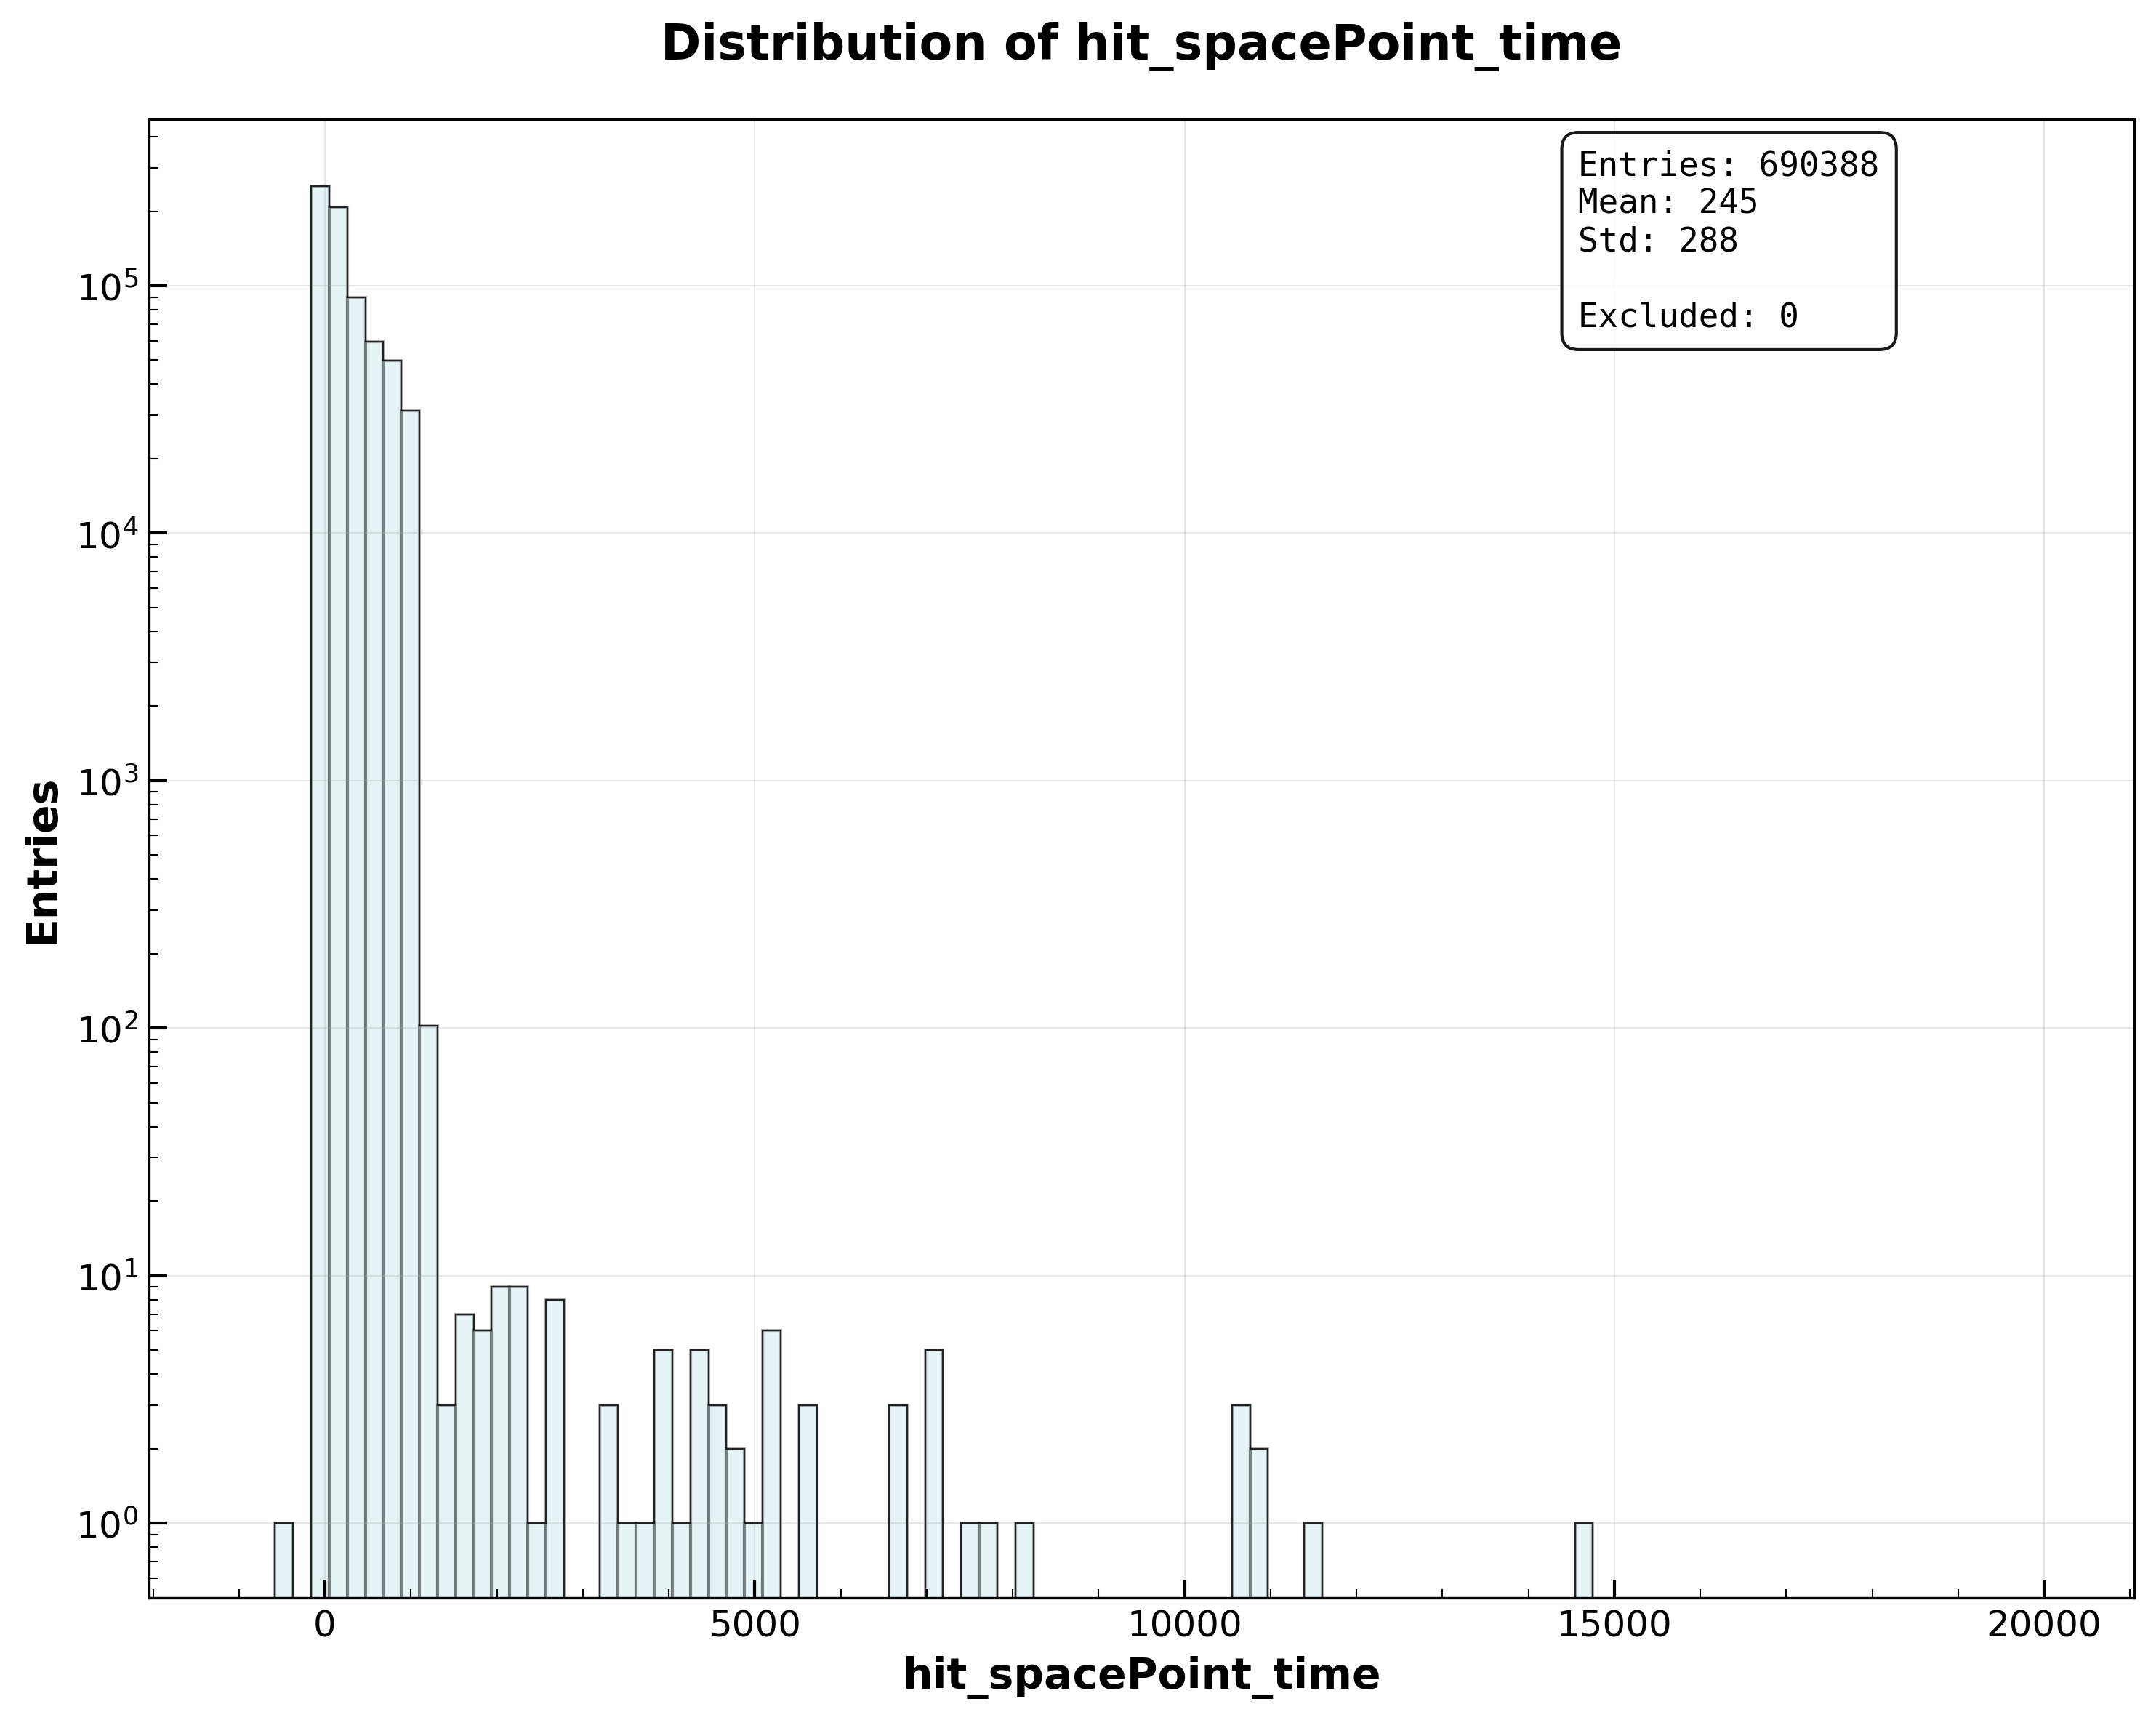 Distribution of hit_spacePoint_time
Entries: 690388
Mean: 245
Std: 288
Excluded: 0
10^5
10^4
10^3
10^2
10^1
10^0
Entries
0 5000 10000 15000 20000
hit_spacePoint_time